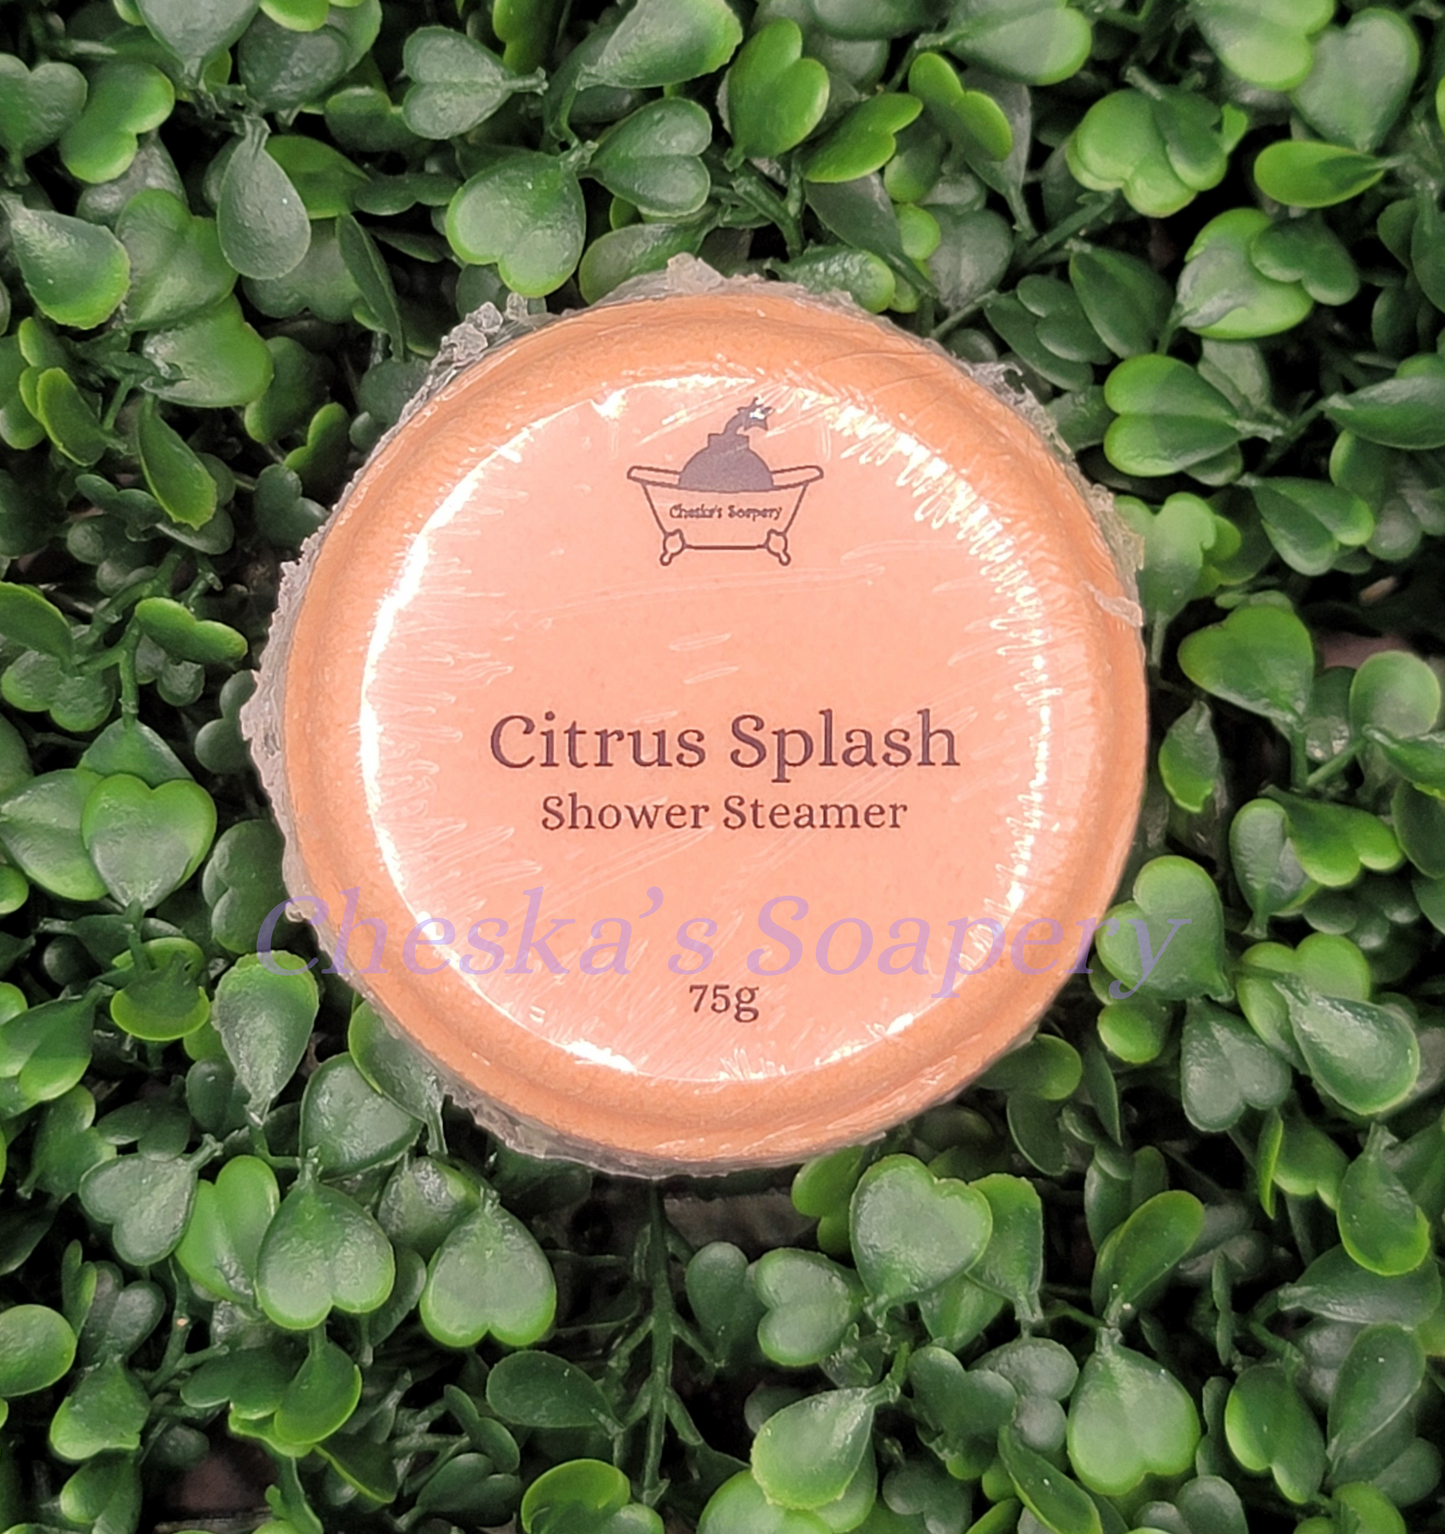 Cheska's Soapery
Citrus Splash
Shower Steamer
Cheska’s Soapery
75g